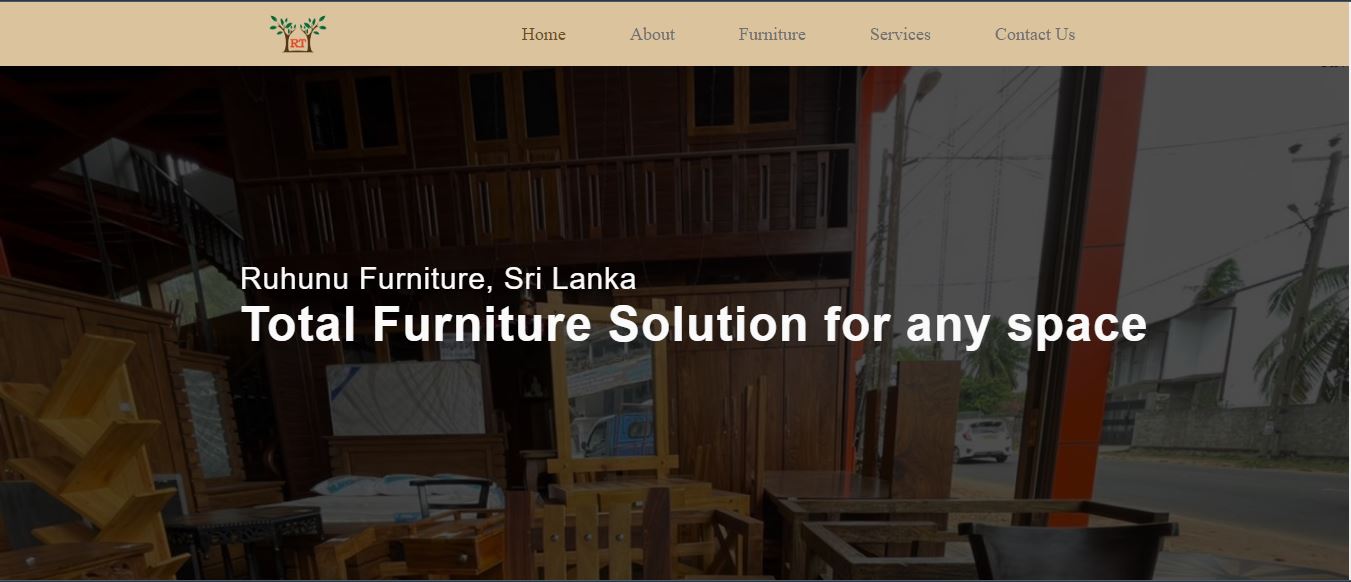 RT
Home About Furniture Services Contact Us
Ruhunu Furniture, Sri Lanka
Total Furniture Solution for any space